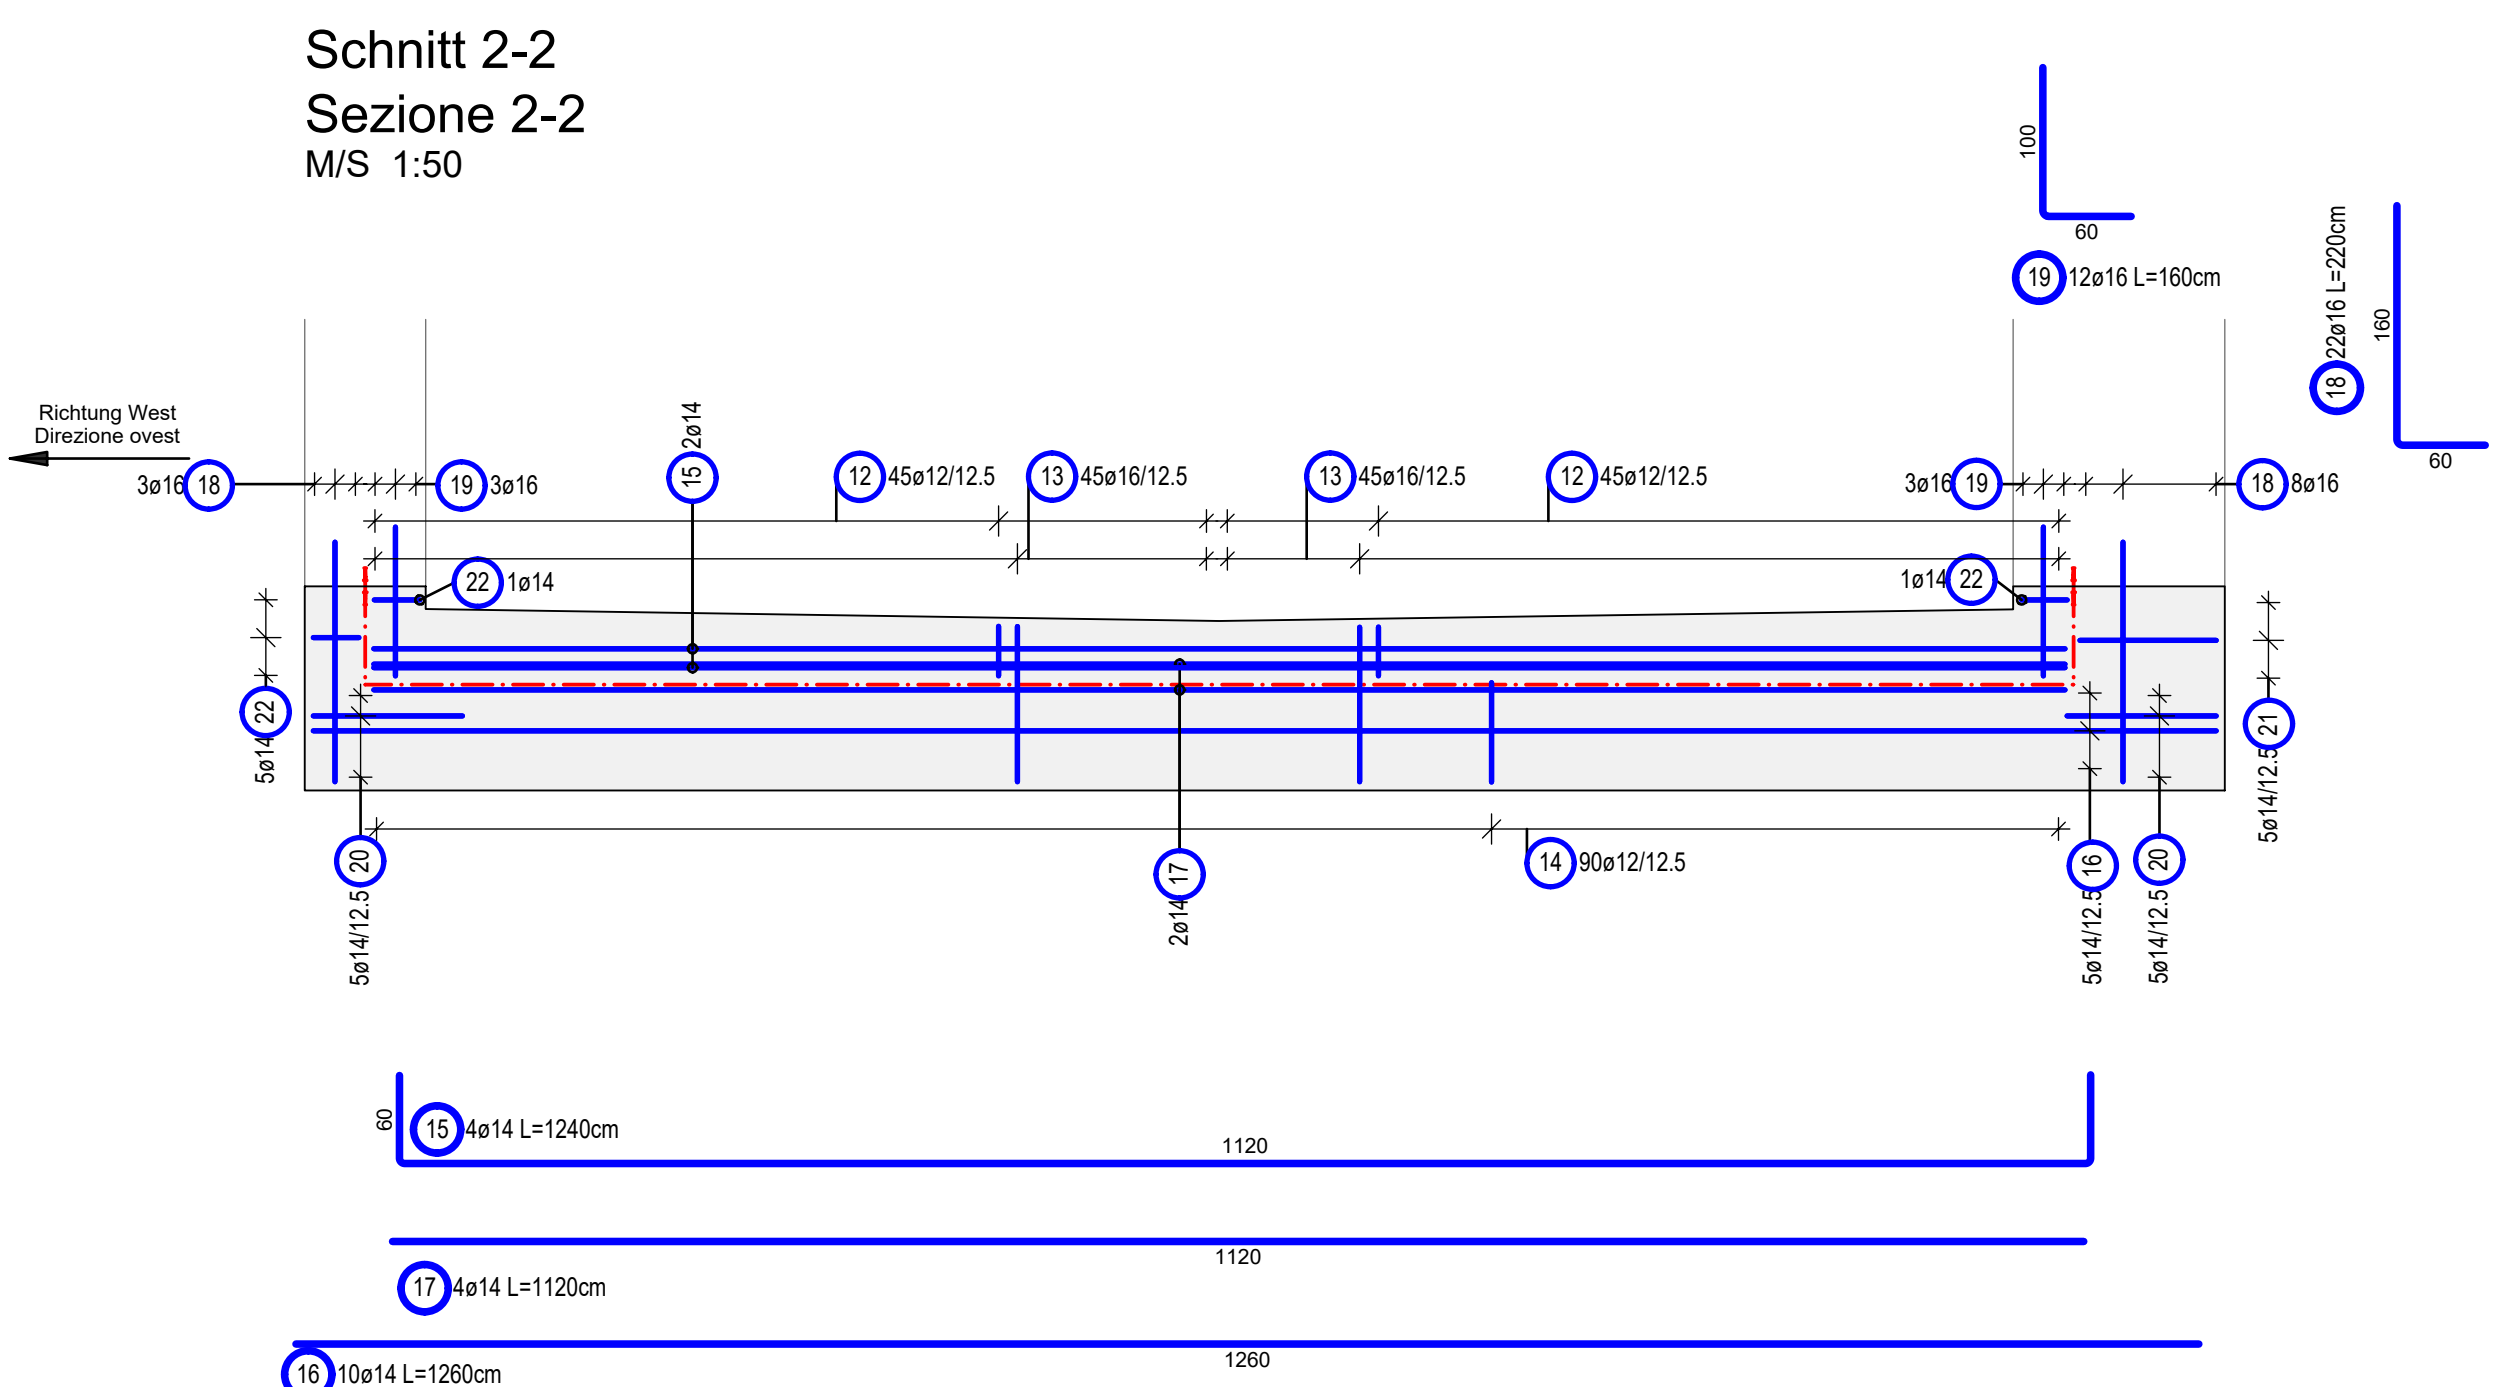 Schnitt 2-2
Sezione 2-2
M/S 1:50
100
60
19 12ø16 L=160cm
18 22ø16 L=220cm
160
60
Richtung West
Direzione ovest
3ø16 18
19 3ø16
15 2ø14
12 45ø12/12.5
13 45ø16/12.5
13 45ø16/12.5
12 45ø12/12.5
3ø16 19
18 8ø16
22 1ø14
1ø14 22
5ø14 22
5ø14/12.5 21
5ø14/12.5 20
2ø14 17
14 90ø12/12.5
5ø14/12.5 16
5ø14/12.5 20
60
15 4ø14 L=1240cm
1120
1120
17 4ø14 L=1120cm
1260
16 10ø14 L=1260cm